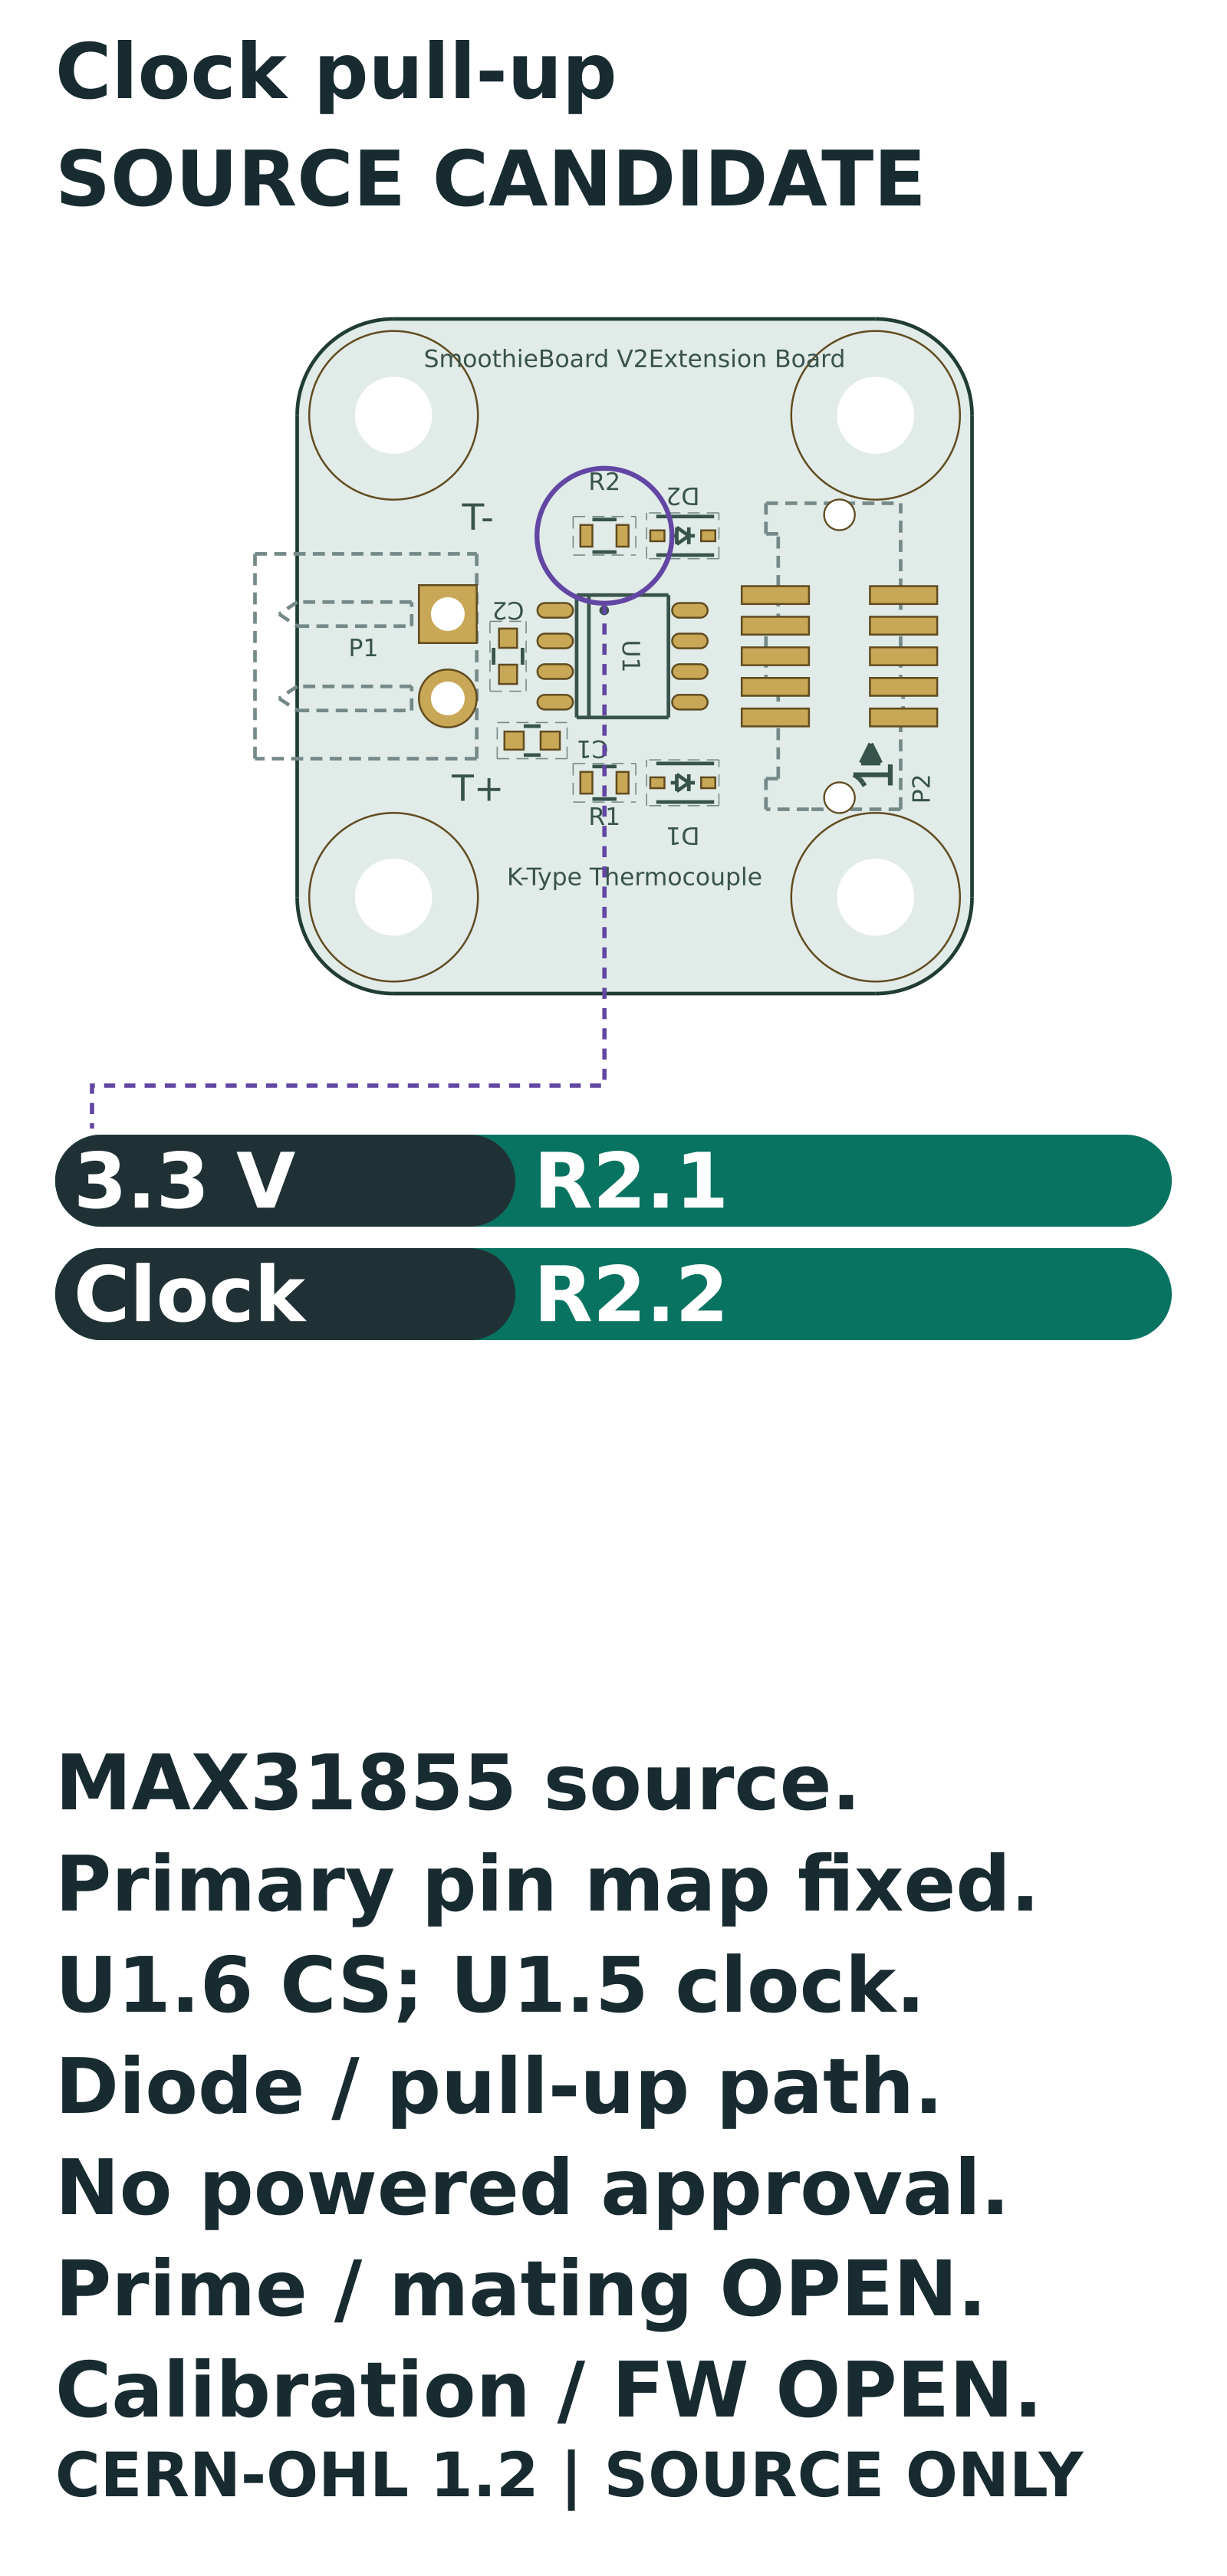 Clock pull-up
SOURCE CANDIDATE
SmoothieBoard V2Extension Board
R2
D2
T-
C2
P1
U1
C1
T+
1
P2
R1
D1
K-Type Thermocouple
3.3 V R2.1
Clock R2.2
MAX31855 source.
Primary pin map fixed.
U1.6 CS; U1.5 clock.
Diode / pull-up path.
No powered approval.
Prime / mating OPEN.
Calibration / FW OPEN.
CERN-OHL 1.2 | SOURCE ONLY